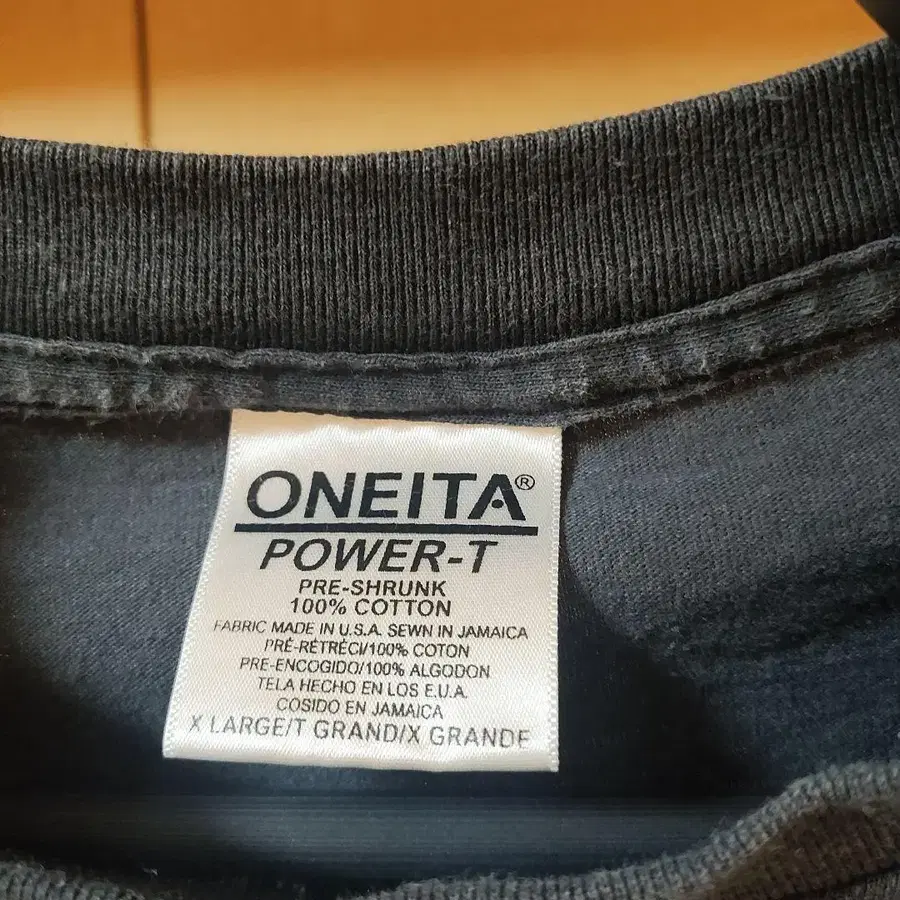 ONEITA®
POWER-T
PRE-SHRUNK
100% COTTON
FABRIC MADE IN U.S.A. SEWN IN JAMAICA
PRÉ-RÉTRÉCI/100% COTON
PRE-ENCOGIDO/100% ALGODON
TELA HECHO EN LOS E.U.A.
COSIDO EN JAMAICA
X LARGE/T GRAND/X GRANDE